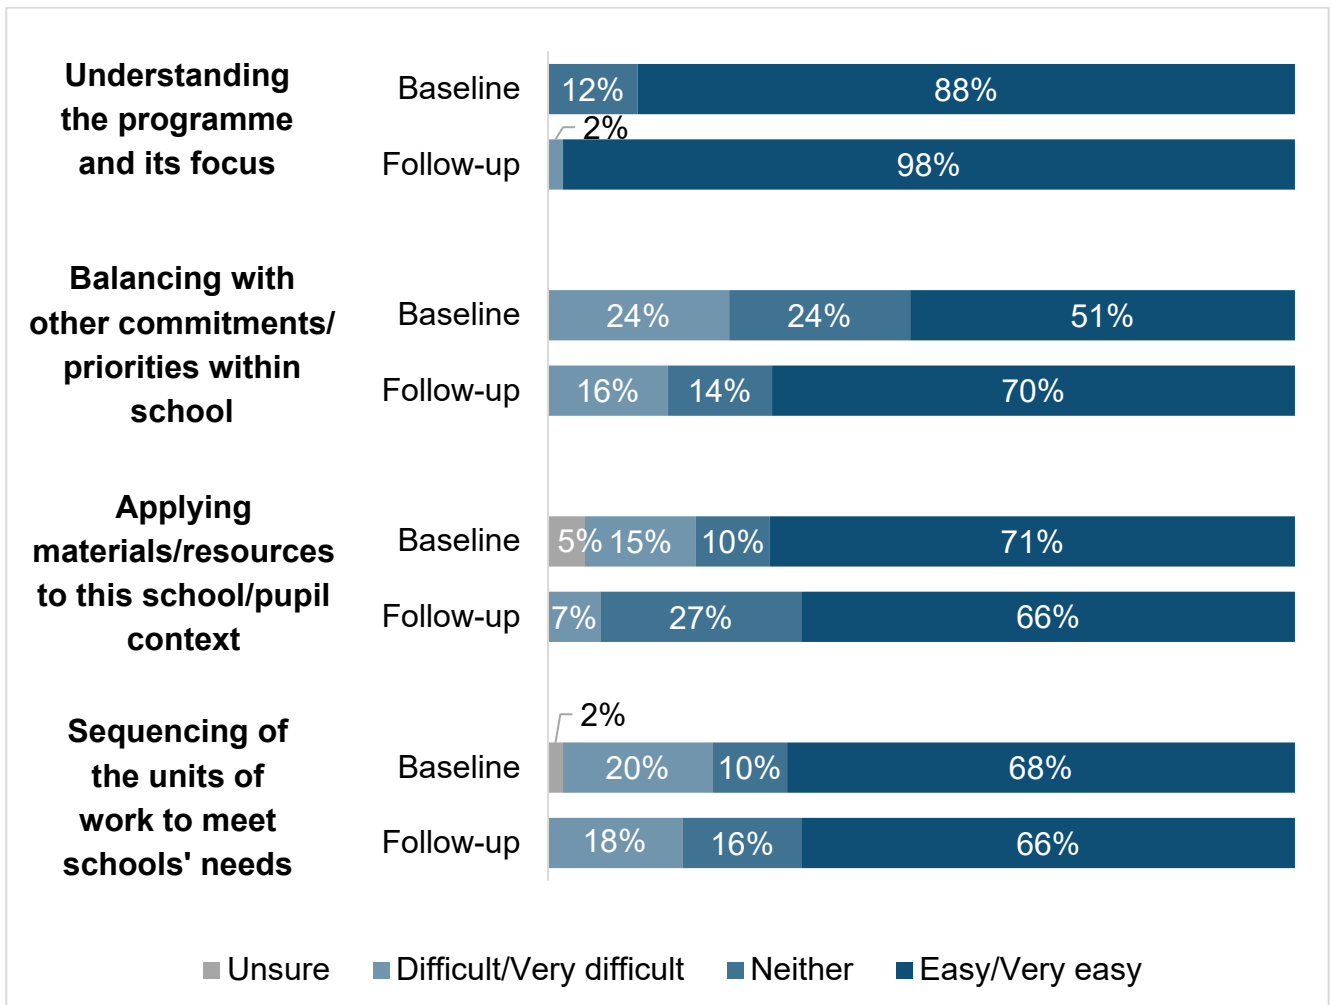 Understanding
the programme
and its focus
Baseline
12%
88%
2%
Follow-up
98%
Balancing with
other commitments/
priorities within
school
Baseline
24%
24%
51%
Follow-up
16%
14%
70%
Applying
materials/resources
to this school/pupil
context
Baseline
5%
15%
10%
71%
Follow-up
7%
27%
66%
Sequencing of
the units of
work to meet
schools' needs
2%
Baseline
20%
10%
68%
Follow-up
18%
16%
66%
Unsure
Difficult/Very difficult
Neither
Easy/Very easy